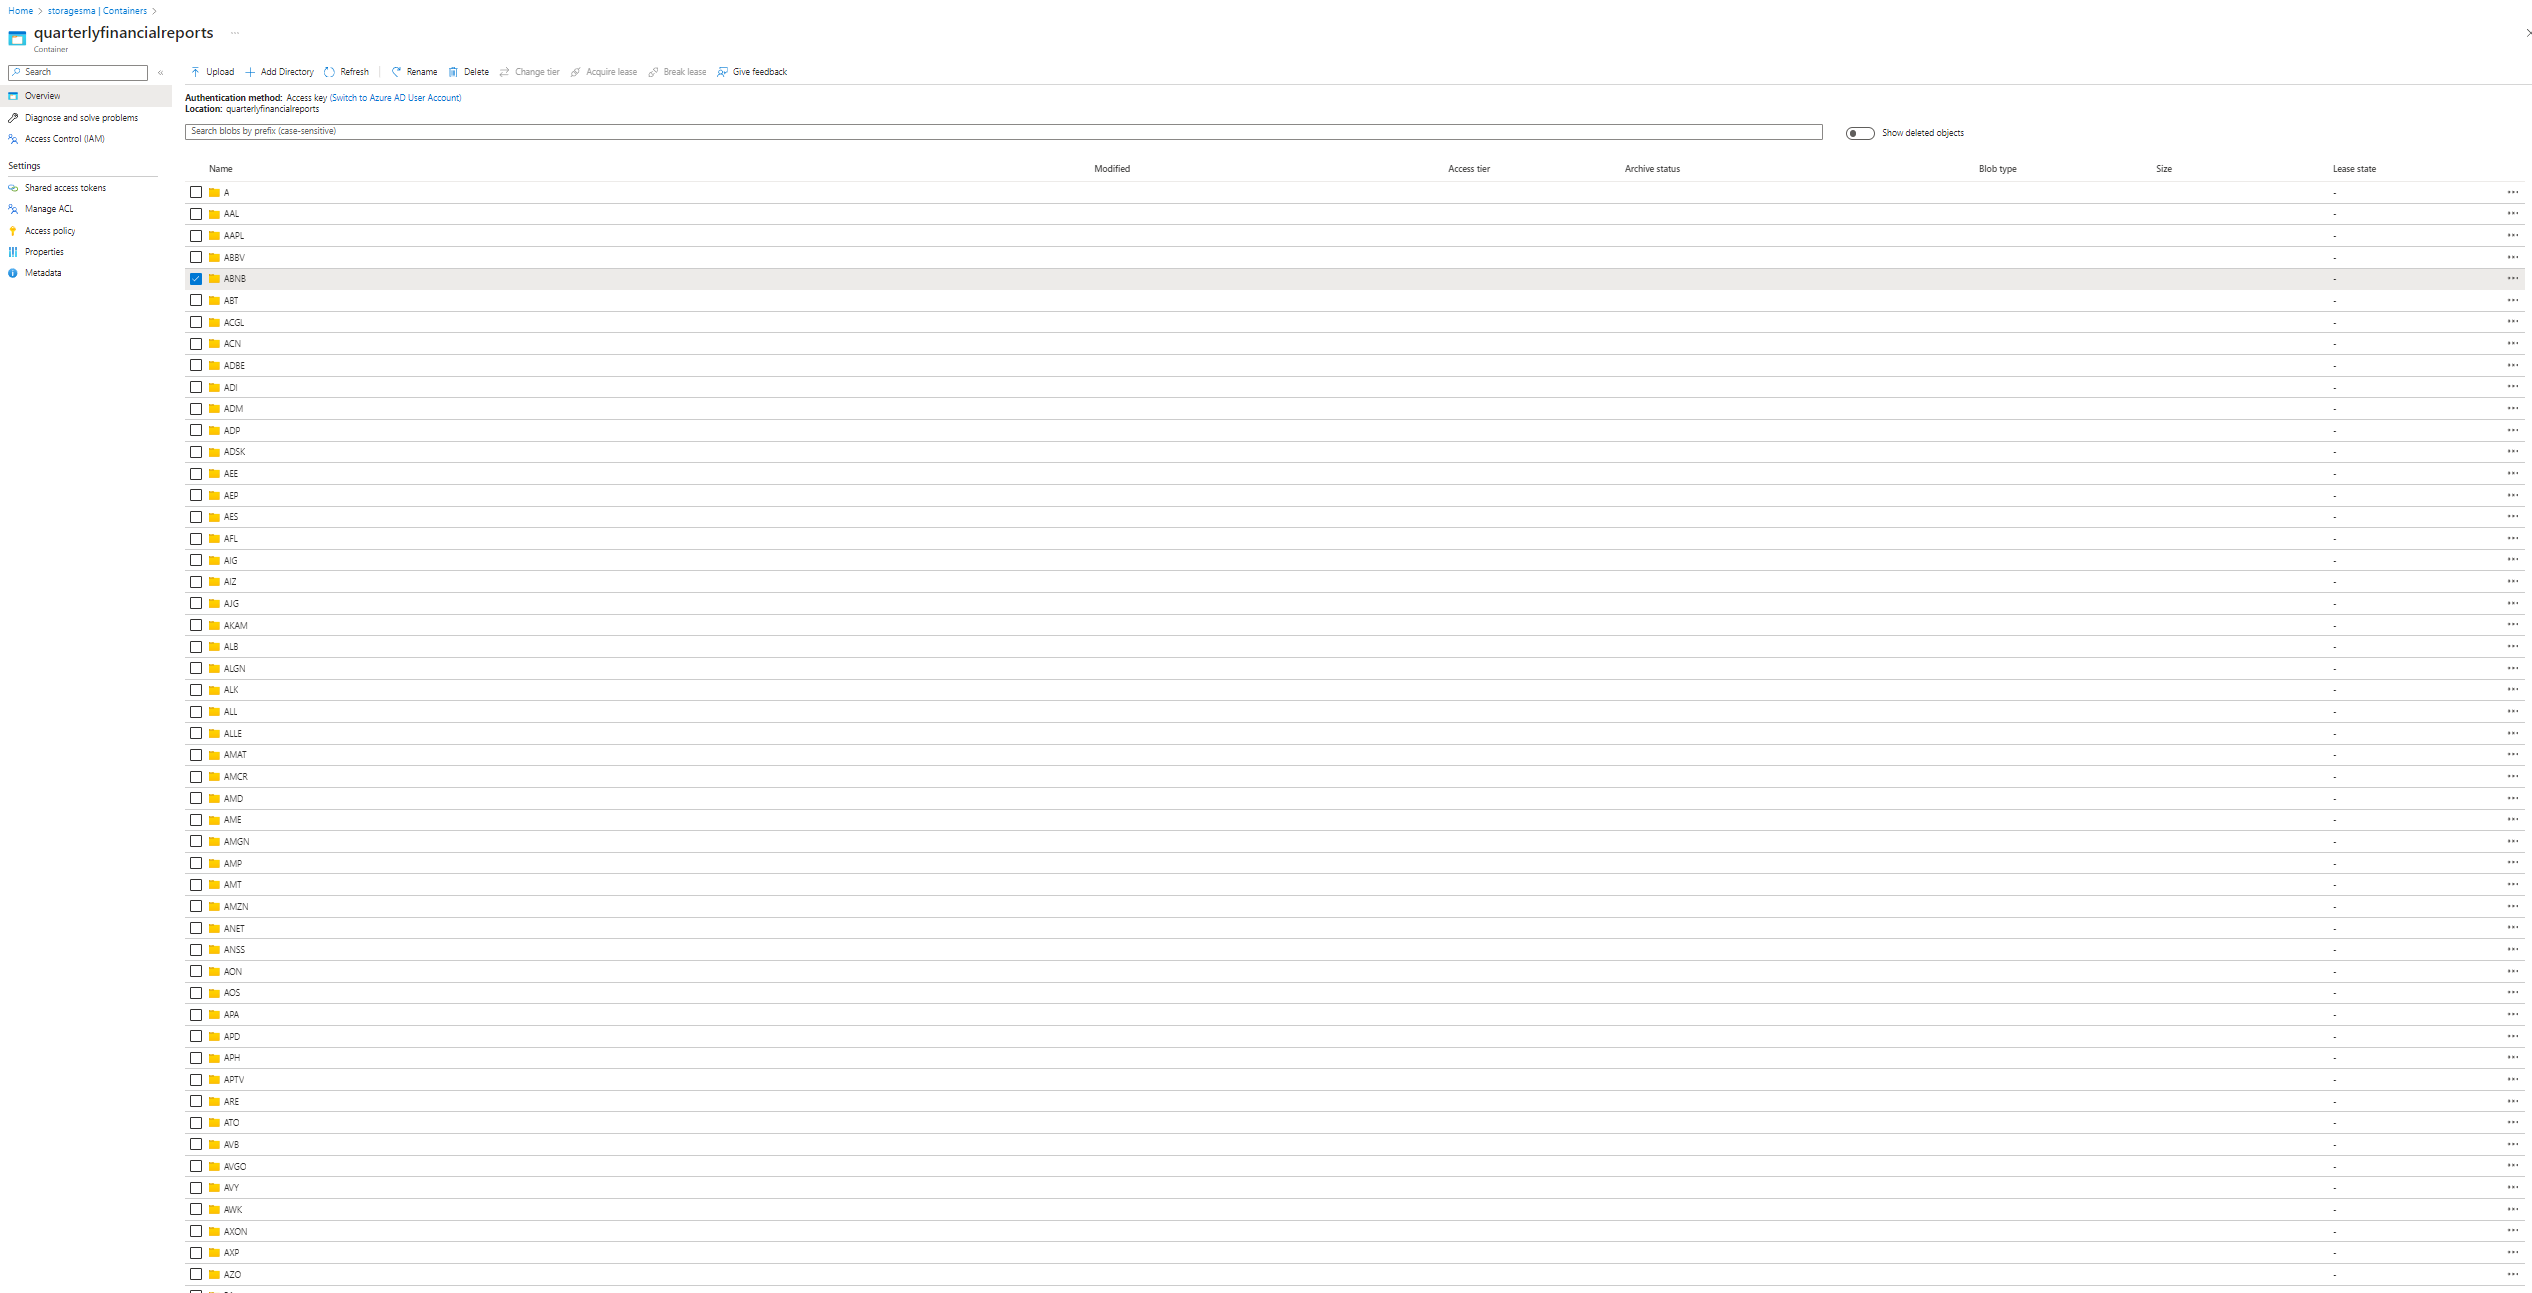 Home > storagesma | Containers >
quarterlyfinancialreports ...
Container
Search «
Upload Add Directory Refresh Rename Delete Change tier Acquire lease Break lease Give feedback
Overview
Diagnose and solve problems
Access Control (IAM)
Settings
Shared access tokens
Manage ACL
Access policy
Properties
Metadata
Authentication method: Access key (Switch to Azure AD User Account)
Location: quarterlyfinancialreports
Search blobs by prefix (case-sensitive)
Show deleted objects
Name Modified Access tier Archive status Blob type Size Lease state
A -
AAL -
AAPL -
ABBV -
ABNB -
ABT -
ACGL -
ACN -
ADBE -
ADI -
ADM -
ADP -
ADSK -
AEE -
AEP -
AES -
AFL -
AIG -
AIZ -
AJG -
AKAM -
ALB -
ALGN -
ALK -
ALL -
ALLE -
AMAT -
AMCR -
AMD -
AME -
AMGN -
AMP -
AMT -
AMZN -
ANET -
ANSS -
AON -
AOS -
APA -
APD -
APH -
APTV -
ARE -
ATO -
AVB -
AVGO -
AVY -
AWK -
AXON -
AXP -
AZO -